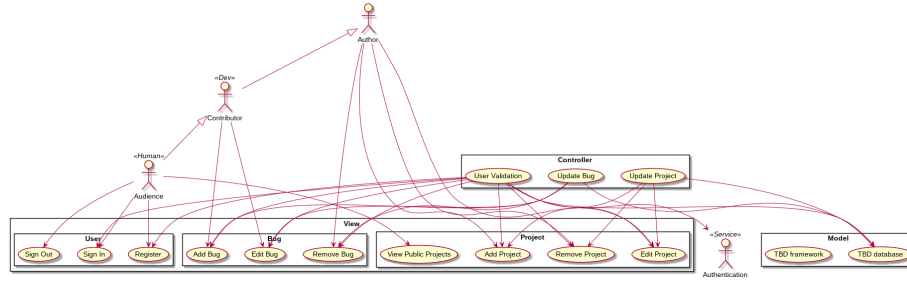 Author
«Dev»
Contributor
«Human»
Audience
Controller
User Validation
Update Bug
Update Project
View
User
Sign Out
Sign In
Register
Bug
Add Bug
Edit Bug
Remove Bug
View Public Projects
Project
Add Project
Remove Project
Edit Project
«Service»
Authentication
Model
TBD framework
TBD database